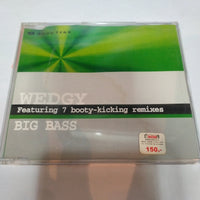 WEDGY
Featuring 7 booty-kicking remixes
BIG BASS
150.-